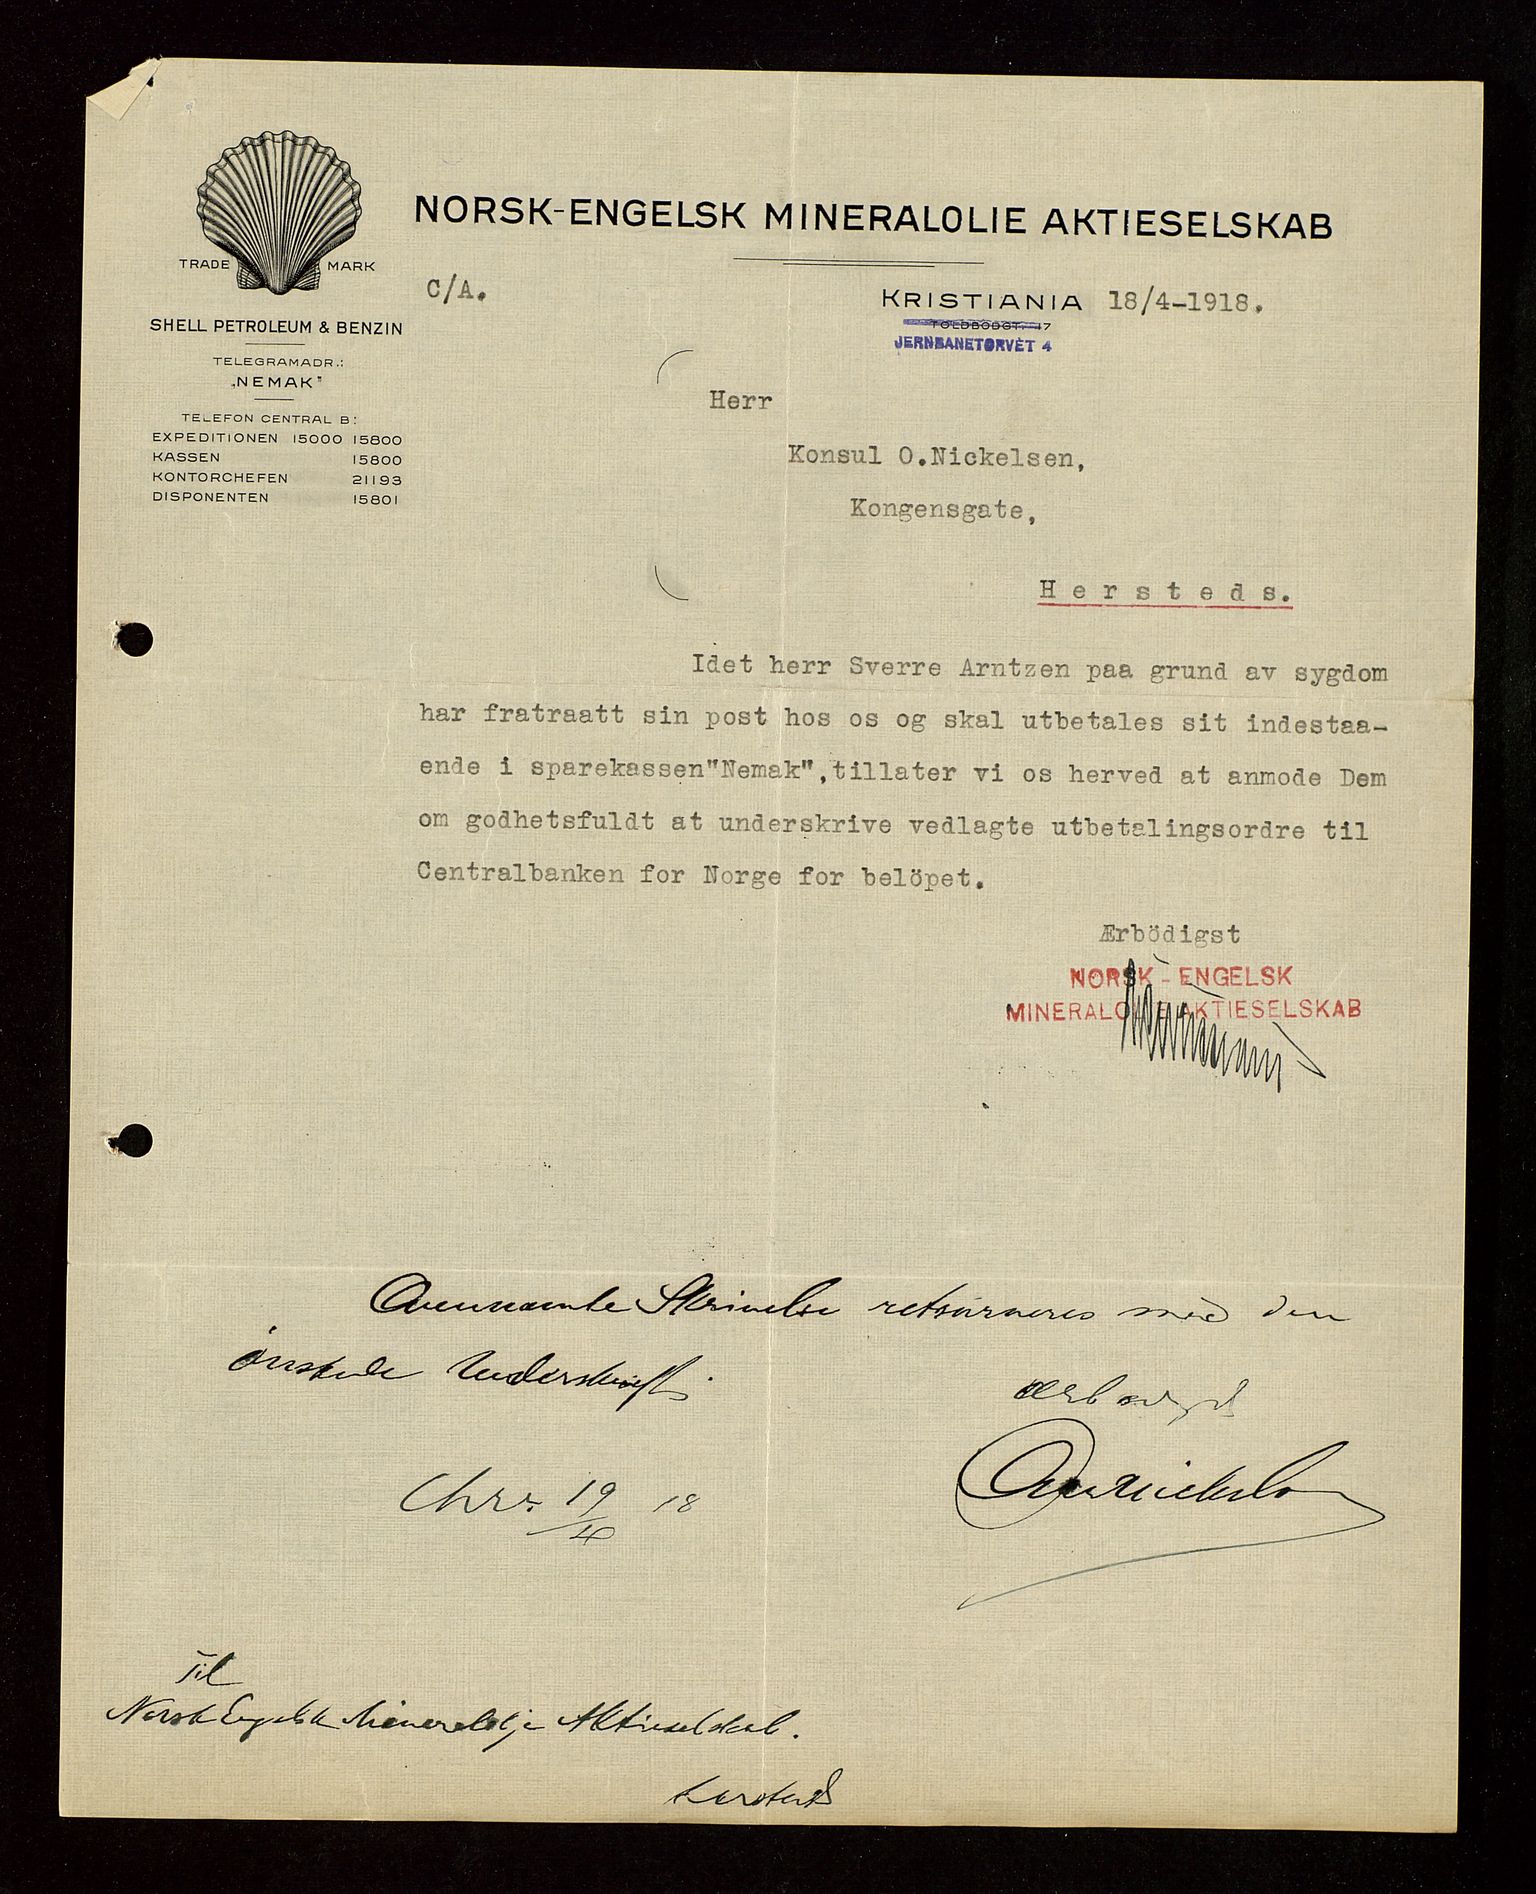 NORSK-ENGELSK MINERALOLIE AKTIESELSKAB
TRADE MARK
SHELL PETROLEUM & BENZIN
TELEGRAMADR.:
„NEMAK"
TELEFON CENTRAL B:
EXPEDITIONEN 15000 15800
KASSEN 15800
KONTORCHEFEN 21193
DISPONENTEN 15801
C/A.
KRISTIANIA 18/4-1918.
TOLDBODGT. 17
JERNBANETORVET 4
Herr
Konsul O.Nickelsen,
Kongensgate,
Hersteds.
Idet herr Sverre Arntzen paa grund av sygdom
har fratraatt sin post hos os og skal utbetales sit indestaa-
ende i sparekassen"Nemak",tillater vi os herved at anmode Dem
om godhetsfuldt at underskrive vedlagte utbetalingsordre til
Centralbanken for Norge for belöpet.
Ærbödigst
NORSK - ENGELSK
MINERALOLIE AKTIESELSKAB
Ovennævnte Skrivelse returneres med den
ønskede Underskrift.
ærbødigst
Chra. 19/4 18
Til
Norsk Engelsk Mineralolje Aktieselskab.
Hersteds